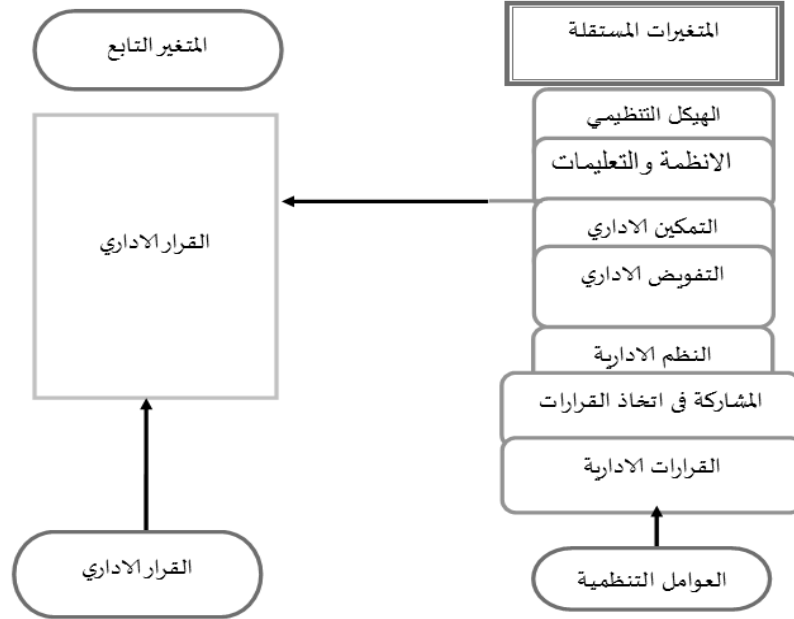 المتغيرات المستقلة
المتغير التابع
الهيكل التنظيمي
الانظمة والتعليمات
التمكين الاداري
التفويض الاداري
النظم الادارية
المشاركة فى اتخاذ القرارات
القرارات الادارية
العوامل التنظمية
القرار الاداري
القرار الاداري